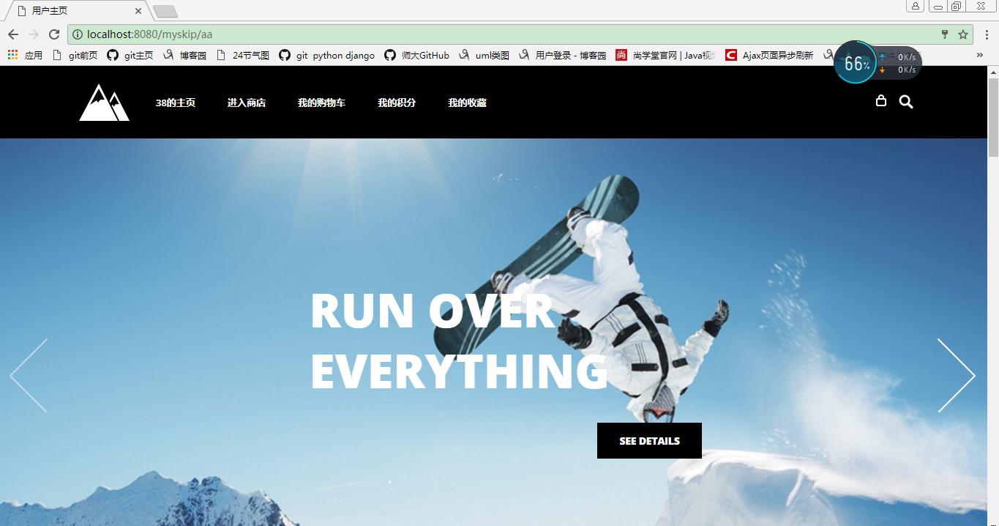 用户主页
localhost:8080/myskip/aa
应用 git前页 git主页 博客园 24节气图 git python django 师大GitHub uml类图 用户登录 - 博客园 尚 尚学堂官网 | Java视频 C Ajax页面异步刷新 »
66% 0K/s
0K/s
38的主页 进入商店 我的购物车 我的积分 我的收藏
RUN OVER
EVERYTHING
SEE DETAILS